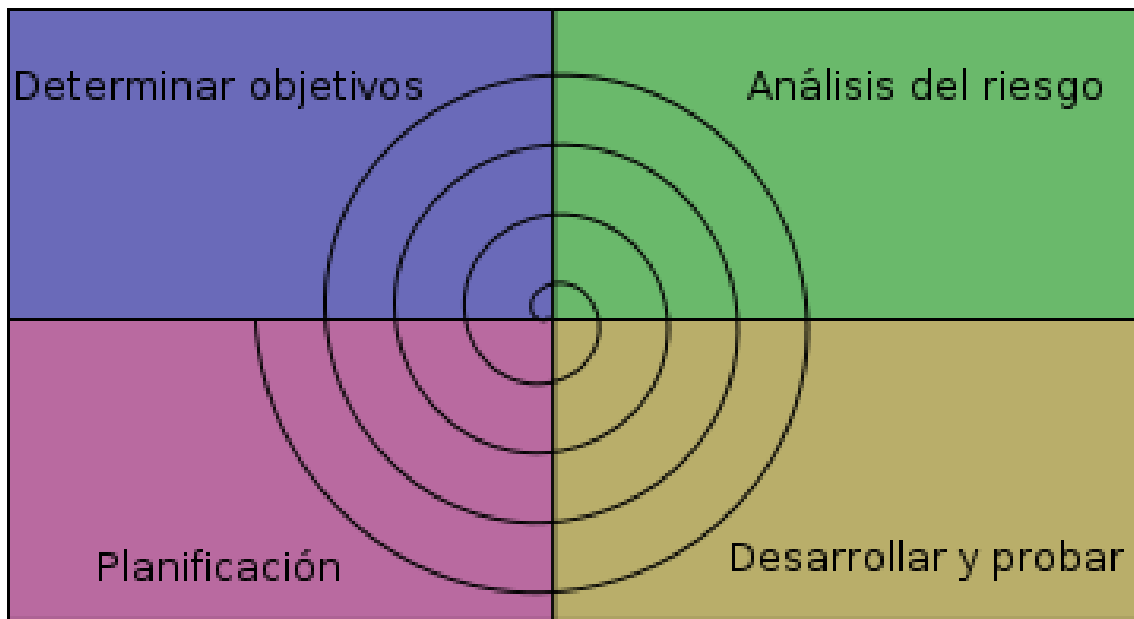 Determinar objetivos
Análisis del riesgo
Planificación
Desarrollar y probar